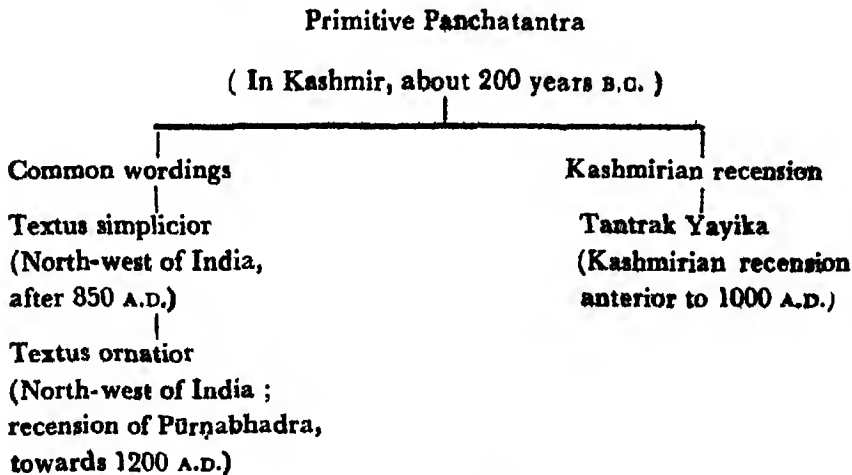 Primitive Panchatantra
( In Kashmir, about 200 years B.C. )
Common wordings
Textus simplicior
(North-west of India,
after 850 A.D.)
Textus ornatior
(North-west of India ;
recension of Pūrṇabhadra,
towards 1200 A.D.)
Kashmirian recension
Tantrak Yayika
(Kashmirian recension
anterior to 1000 A.D.)